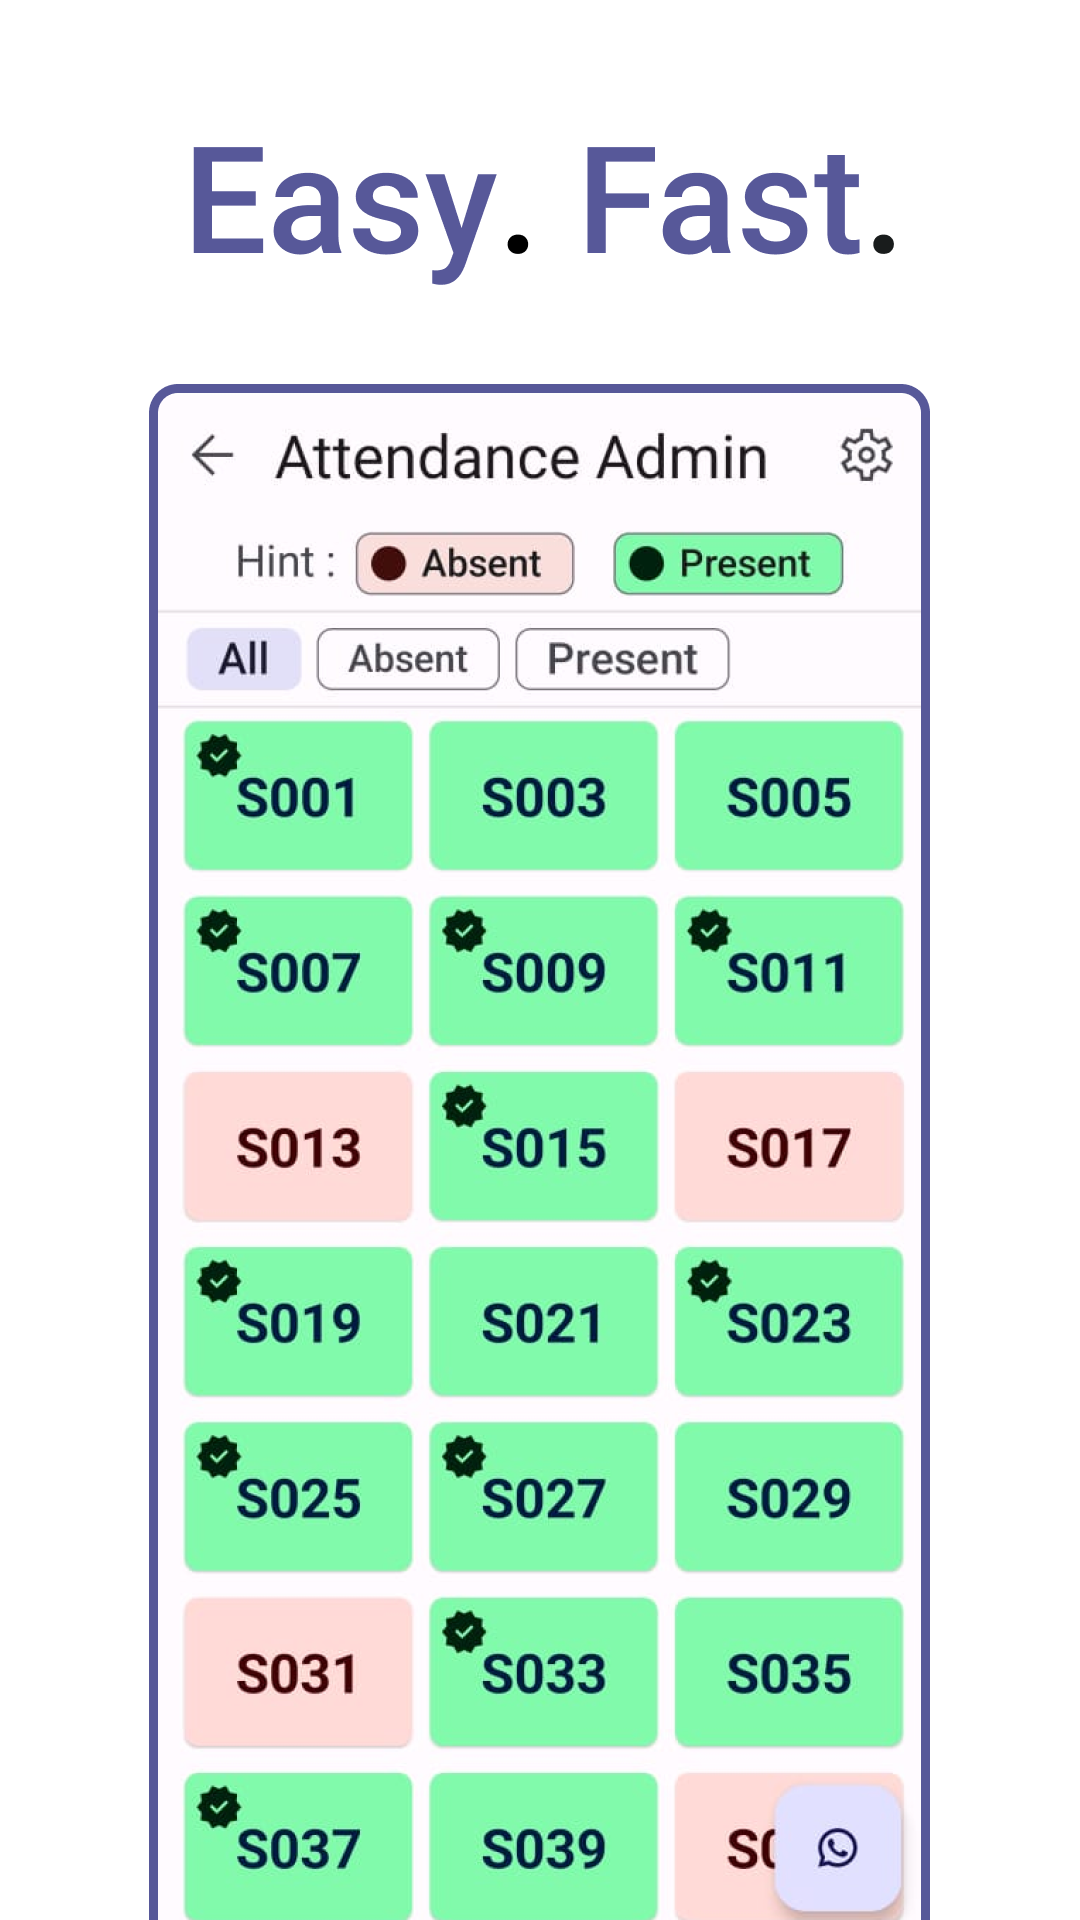 Easy. Fast.
Attendance Admin
Hint : Absent Present
All Absent Present
S001 S003 S005
S007 S009 S011
S013 S015 S017
S019 S021 S023
S025 S027 S029
S031 S033 S035
S037 S039